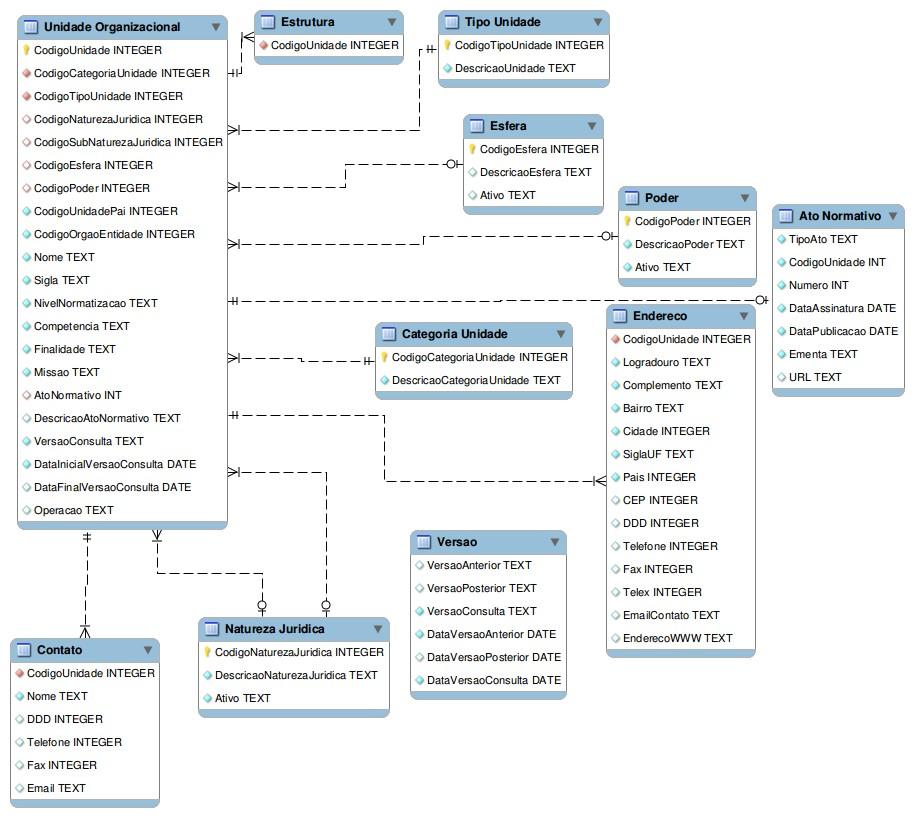 Unidade Organizacional
CodigoUnidade INTEGER
CodigoCategoriaUnidade INTEGER
CodigoTipoUnidade INTEGER
CodigoNaturezaJuridica INTEGER
CodigoSubNaturezaJuridica INTEGER
CodigoEsfera INTEGER
CodigoPoder INTEGER
CodigoUnidadePai INTEGER
CodigoOrgaoEntidade INTEGER
Nome TEXT
Sigla TEXT
NivelNormatizacao TEXT
Competencia TEXT
Finalidade TEXT
Missao TEXT
AtoNormativo INT
DescricaoAtoNormativo TEXT
VersaoConsulta TEXT
DataInicialVersaoConsulta DATE
DataFinalVersaoConsulta DATE
Operacao TEXT
Estrutura
CodigoUnidade INTEGER
Tipo Unidade
CodigoTipoUnidade INTEGER
DescricaoUnidade TEXT
Esfera
CodigoEsfera INTEGER
DescricaoEsfera TEXT
Ativo TEXT
Poder
CodigoPoder INTEGER
DescricaoPoder TEXT
Ativo TEXT
Ato Normativo
TipoAto TEXT
CodigoUnidade INT
Numero INT
DataAssinatura DATE
DataPublicacao DATE
Ementa TEXT
URL TEXT
Categoria Unidade
CodigoCategoriaUnidade INTEGER
DescricaoCategoriaUnidade TEXT
Endereco
CodigoUnidade INTEGER
Logradouro TEXT
Complemento TEXT
Bairro TEXT
Cidade INTEGER
SiglaUF TEXT
Pais INTEGER
CEP INTEGER
DDD INTEGER
Telefone INTEGER
Fax INTEGER
Telex INTEGER
EmailContato TEXT
EnderecoWWW TEXT
Versao
VersaoAnterior TEXT
VersaoPosterior TEXT
VersaoConsulta TEXT
DataVersaoAnterior DATE
DataVersaoPosterior DATE
DataVersaoConsulta DATE
Natureza Juridica
CodigoNaturezaJuridica INTEGER
DescricaoNaturezaJuridica TEXT
Ativo TEXT
Contato
CodigoUnidade INTEGER
Nome TEXT
DDD INTEGER
Telefone INTEGER
Fax INTEGER
Email TEXT